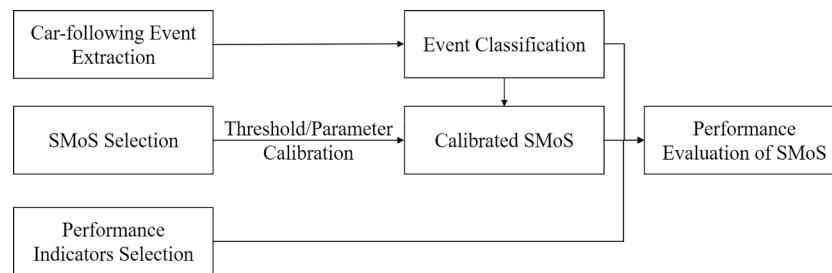 Car-following Event
Extraction
Event Classification
SMoS Selection
Threshold/Parameter
Calibration
Calibrated SMoS
Performance
Evaluation of SMoS
Performance
Indicators Selection